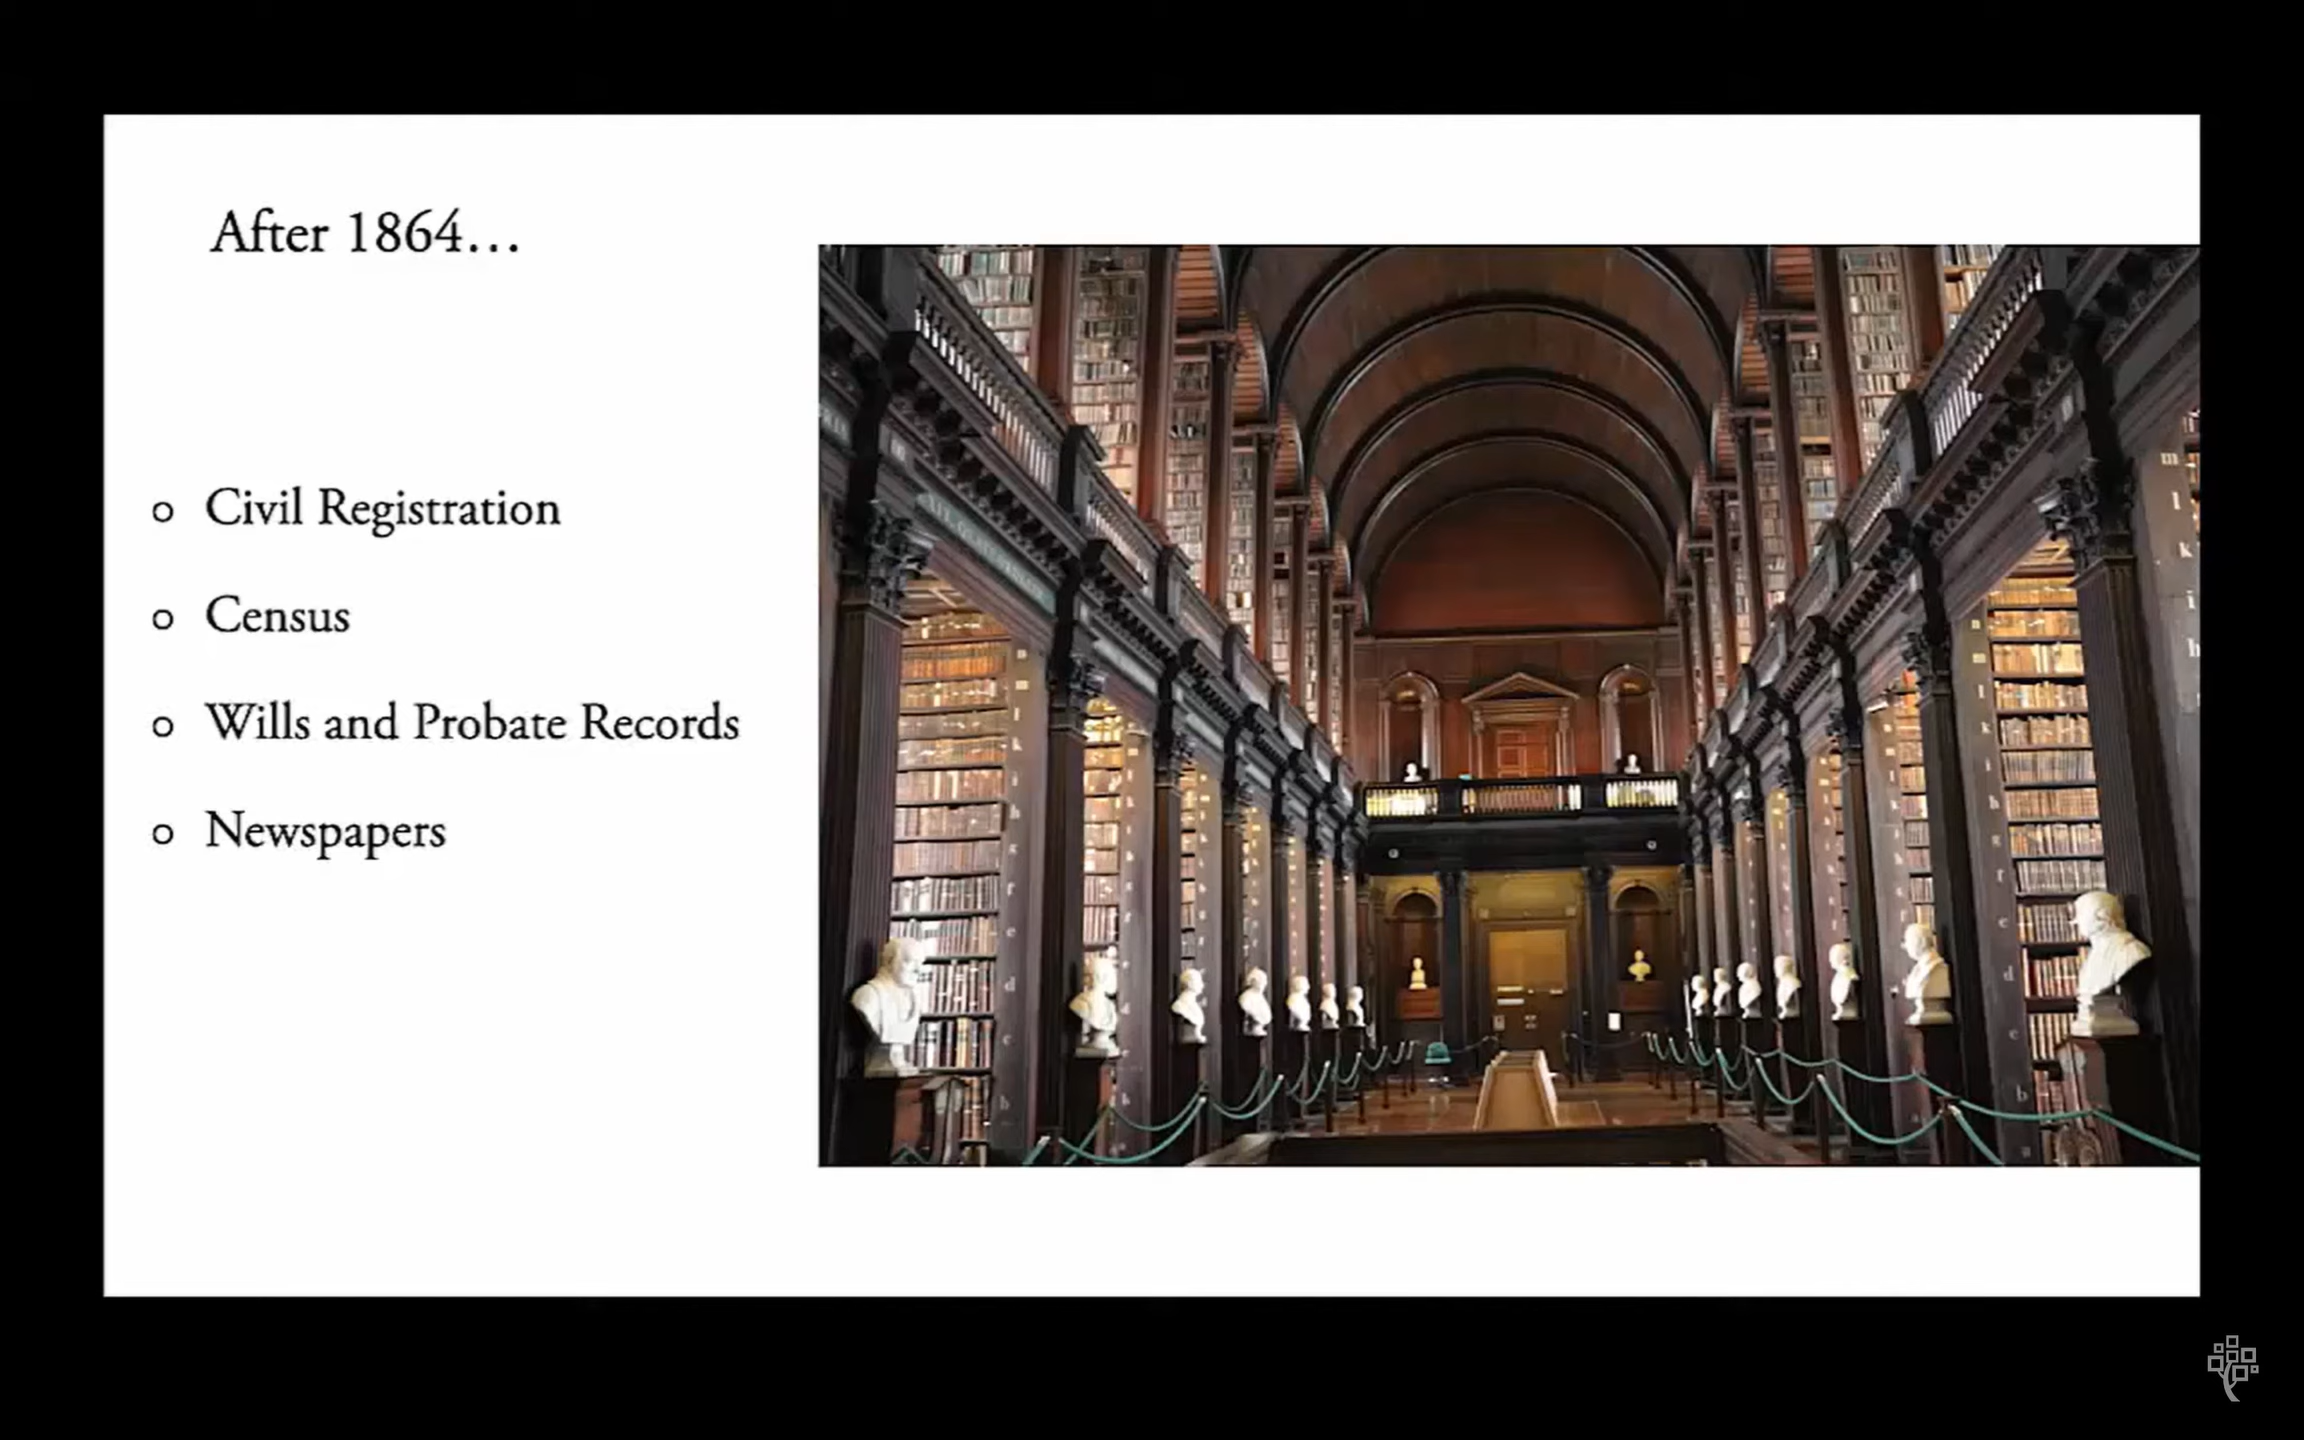 After 1864...
Civil Registration
Census
Wills and Probate Records
Newspapers